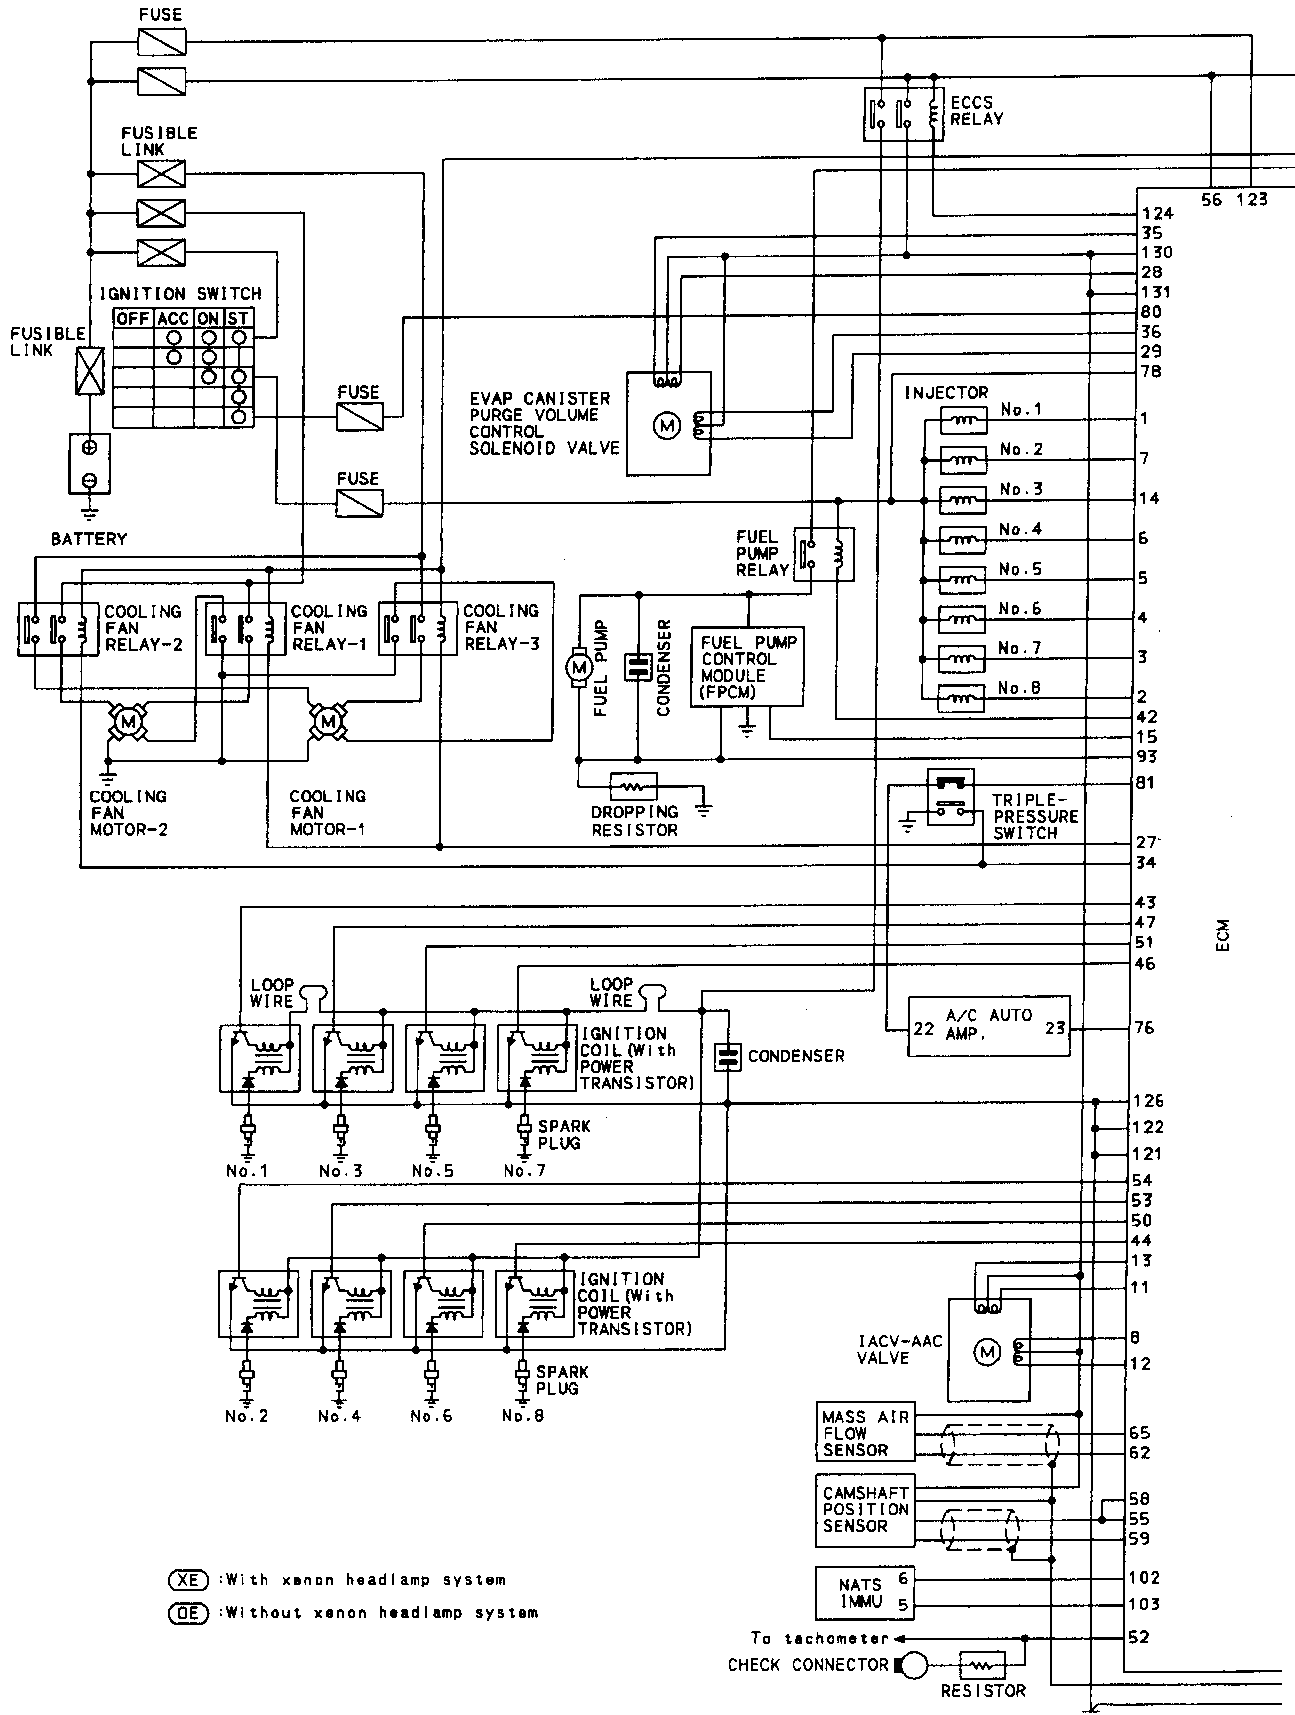 FUSE
ECCS
RELAY
FUSIBLE
LINK
56 123
124
35
130
28
131
80
36
29
78
IGNITION SWITCH
OFF ACC ON ST
FUSIBLE
LINK
FUSE
EVAP CANISTER
PURGE VOLUME
CONTROL
SOLENOID VALVE
M
INJECTOR
No.1 1
No.2 7
No.3 14
No.4 6
No.5 5
No.6 4
No.7 3
No.8 2
FUSE
BATTERY
FUEL
PUMP
RELAY
COOLING
FAN
RELAY-2
COOLING
FAN
RELAY-1
COOLING
FAN
RELAY-3
M
FUEL PUMP
CONDENSER
FUEL PUMP
CONTROL
MODULE
(FPCM)
M
M
42
15
93
81
COOLING
FAN
MOTOR-2
COOLING
FAN
MOTOR-1
DROPPING
RESISTOR
TRIPLE-
PRESSURE
SWITCH
27
34
43
47
51
46
ECM
LOOP
WIRE
LOOP
WIRE
IGNITION
COIL(With
POWER
TRANSISTOR)
CONDENSER
22 A/C AUTO
AMP. 23
76
126
122
121
SPARK
PLUG
No.1 No.3 No.5 No.7
54
53
50
44
13
11
IGNITION
COIL(With
POWER
TRANSISTOR)
IACV-AAC
VALVE
M
8
12
SPARK
PLUG
No.2 No.4 No.6 No.8
MASS AIR
FLOW
SENSOR
65
62
CAMSHAFT
POSITION
SENSOR
58
55
59
NATS
IMMU
6
5
102
103
XE :With xenon headlamp system
OE :Without xenon headlamp system
To tachometer
52
CHECK CONNECTOR
RESISTOR